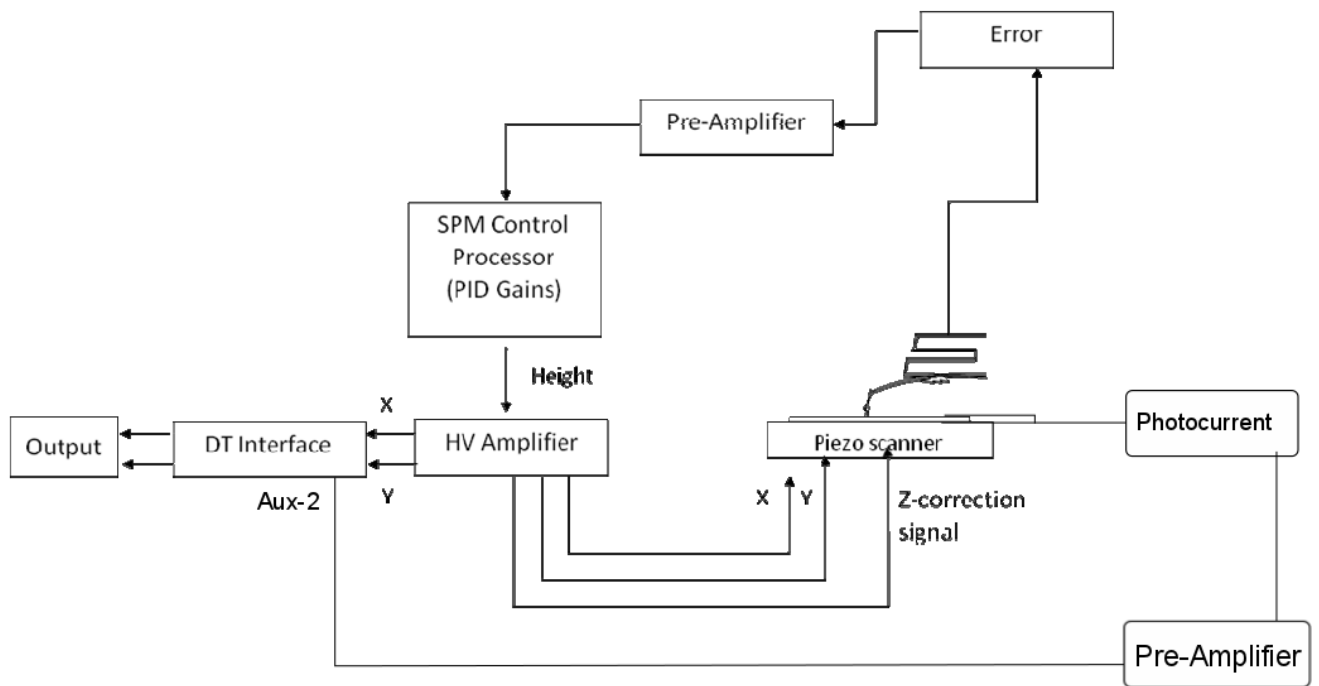 Error
Pre-Amplifier
SPM Control
Processor
(PID Gains)
Height
X
Output
DT Interface
HV Amplifier
Piezo scanner
Photocurrent
Aux-2
Y
X
Y
Z-correction
signal
Pre-Amplifier